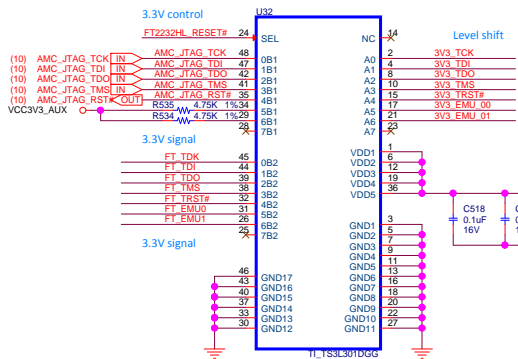 3.3V control
U32
FT2232HL_RESET# 24 SEL NC 14
Level shift
(10) AMC_JTAG_TCK IN AMC_JTAG_TCK 48 0B1 A0 2 3V3_TCK
(10) AMC_JTAG_TDI IN AMC_JTAG_TDI 47 1B1 A1 4 3V3_TDI
(10) AMC_JTAG_TDO IN AMC_JTAG_TDO 42 2B1 A2 8 3V3_TDO
(10) AMC_JTAG_TMS IN AMC_JTAG_TMS 41 3B1 A3 10 3V3_TMS
(10) AMC_JTAG_RST# OUT AMC_JTAG_RST# 35 4B1 A4 15 3V3_TRST#
VCC3V3_AUX R535 4.75K 1% 34 5B1 A5 17 3V3_EMU_00
R534 4.75K 1% 29 6B1 A6 21 3V3_EMU_01
28 7B1 A7 23
3.3V signal
VDD1 1
FT_TDK 45 0B2 VDD2 6
FT_TDI 44 1B2 VDD3 12
FT_TDO 39 2B2 VDD4 19
FT_TMS 38 3B2 VDD5 36
FT_TRST# 32 4B2
FT_EMU0 31 5B2
FT_EMU1 26 6B2
25 7B2
C518
0.1uF
16V
3.3V signal
GND1 3
GND2 5
GND3 7
GND4 9
GND5 11
46 GND17 GND6 13
43 GND16 GND7 16
40 GND15 GND8 18
37 GND14 GND9 20
33 GND13 GND10 22
30 GND12 GND11 27
TI_TS3L301DGG